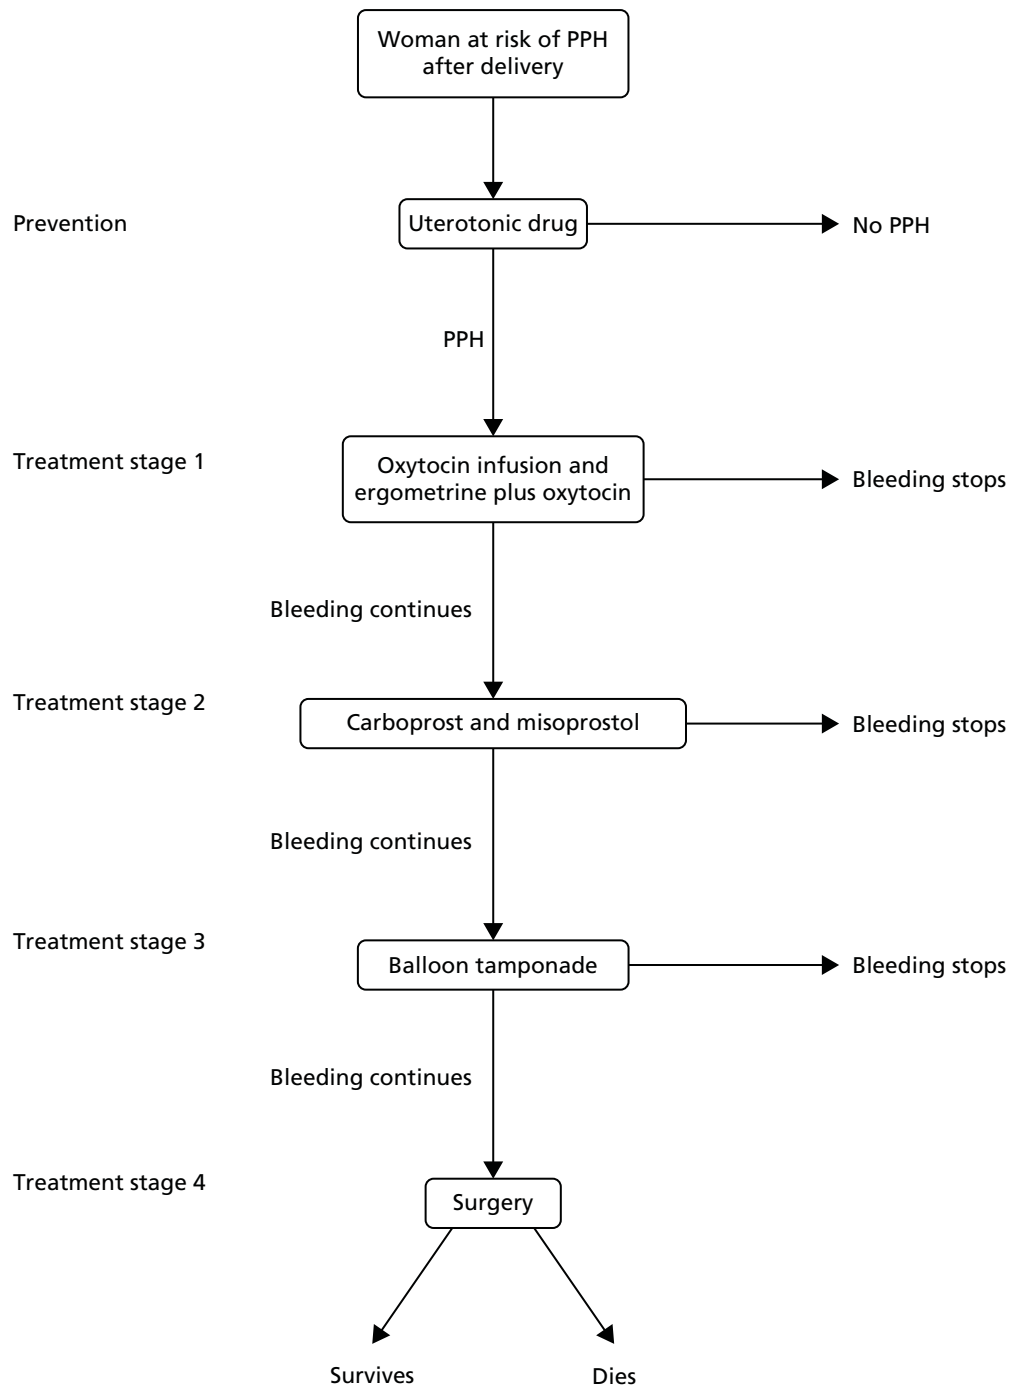 Woman at risk of PPH
after delivery
Prevention
Uterotonic drug
No PPH
PPH
Treatment stage 1
Oxytocin infusion and
ergometrine plus oxytocin
Bleeding stops
Bleeding continues
Treatment stage 2
Carboprost and misoprostol
Bleeding stops
Bleeding continues
Treatment stage 3
Balloon tamponade
Bleeding stops
Bleeding continues
Treatment stage 4
Surgery
Survives
Dies